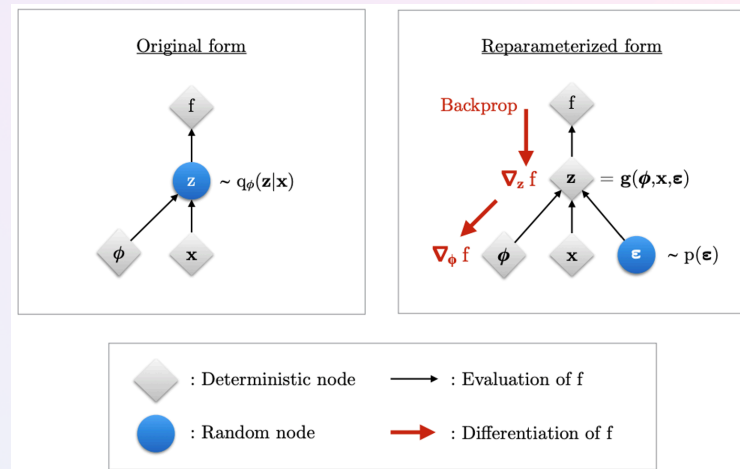 Original form
f
z ~ qϕ(z|x)
ϕ x
Reparameterized form
f
Backprop
∇z f z = g(ϕ,x,ε)
∇ϕ f ϕ x ε ~ p(ε)
: Deterministic node : Evaluation of f
: Random node : Differentiation of f